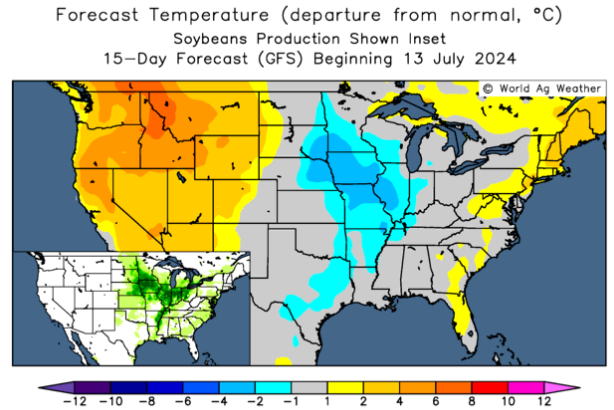 Forecast Temperature (departure from normal, °C)
Soybeans Production Shown Inset
15-Day Forecast (GFS) Beginning 13 July 2024
© World Ag Weather
-12 -10 -8 -6 -4 -2 -1 1 2 4 6 8 10 12